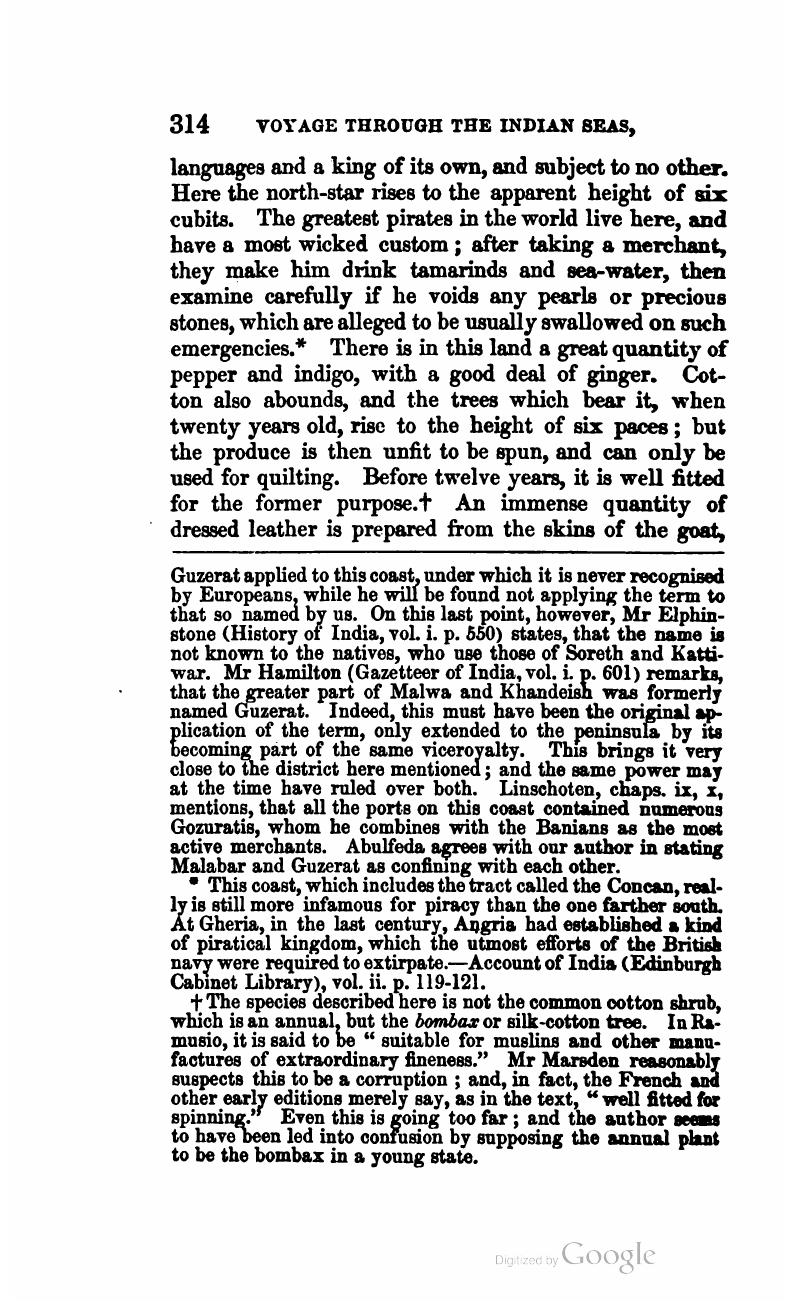 314 VOYAGE THROUGH THE INDIAN SEAS,
languages and a king of its own, and subject to no other.
Here the north-star rises to the apparent height of six
cubits. The greatest pirates in the world live here, and
have a most wicked custom; after taking a merchant,
they make him drink tamarinds and sea-water, then
examine carefully if he voids any pearls or precious
stones, which are alleged to be usually swallowed on such
emergencies.* There is in this land a great quantity of
pepper and indigo, with a good deal of ginger. Cot-
ton also abounds, and the trees which bear it, when
twenty years old, rise to the height of six paces; but
the produce is then unfit to be spun, and can only be
used for quilting. Before twelve years, it is well fitted
for the former purpose.† An immense quantity of
dressed leather is prepared from the skins of the goat,
Guzerat applied to this coast, under which it is never recognised
by Europeans, while he will be found not applying the term to
that so named by us. On this last point, however, Mr Elphin-
stone (History of India, vol. i. p. 550) states, that the name is
not known to the natives, who use those of Soreth and Katti-
war. Mr Hamilton (Gazetteer of India, vol. i. p. 601) remarks,
that the greater part of Malwa and Khandeish was formerly
named Guzerat. Indeed, this must have been the original ap-
plication of the term, only extended to the peninsula by its
becoming part of the same viceroyalty. This brings it very
close to the district here mentioned; and the same power may
at the time have ruled over both. Linschoten, chaps. ix, x,
mentions, that all the ports on this coast contained numerous
Gozuratis, whom he combines with the Banians as the most
active merchants. Abulfeda agrees with our author in stating
Malabar and Guzerat as confining with each other.
* This coast, which includes the tract called the Concan, real-
ly is still more infamous for piracy than the one farther south.
At Gheria, in the last century, Angria had established a kind
of piratical kingdom, which the utmost efforts of the British
navy were required to extirpate.—Account of India (Edinburgh
Cabinet Library), vol. ii. p. 119-121.
† The species described here is not the common cotton shrub,
which is an annual, but the bombax or silk-cotton tree. In Ra-
musio, it is said to be " suitable for muslins and other manu-
factures of extraordinary fineness." Mr Marsden reasonably
suspects this to be a corruption ; and, in fact, the French and
other early editions merely say, as in the text, " well fitted for
spinning." Even this is going too far ; and the author seems
to have been led into confusion by supposing the annual plant
to be the bombax in a young state.
Digitized by Google